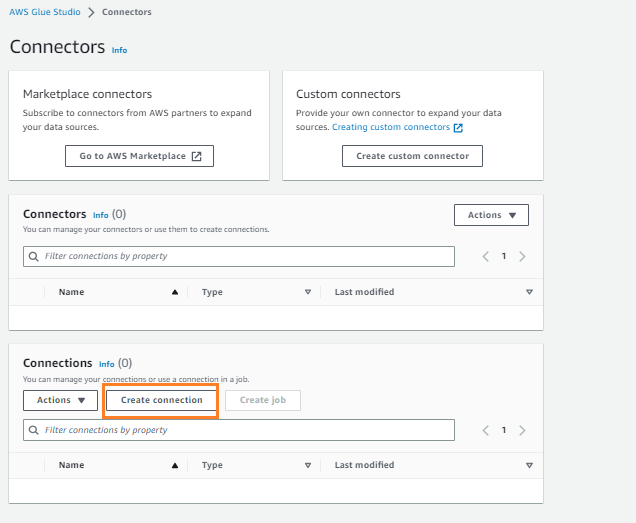 AWS Glue Studio > Connectors
Connectors Info
Marketplace connectors
Subscribe to connectors from AWS partners to expand
your data sources.
Go to AWS Marketplace
Custom connectors
Provide your own connector to expand your data
sources. Creating custom connectors
Create custom connector
Connectors Info (0)
Actions
You can manage your connectors or use them to create connections.
Filter connections by property
1
Name Type Last modified
Connections Info (0)
You can manage your connections or use a connection in a job.
Actions Create connection Create job
Filter connections by property
1
Name Type Last modified